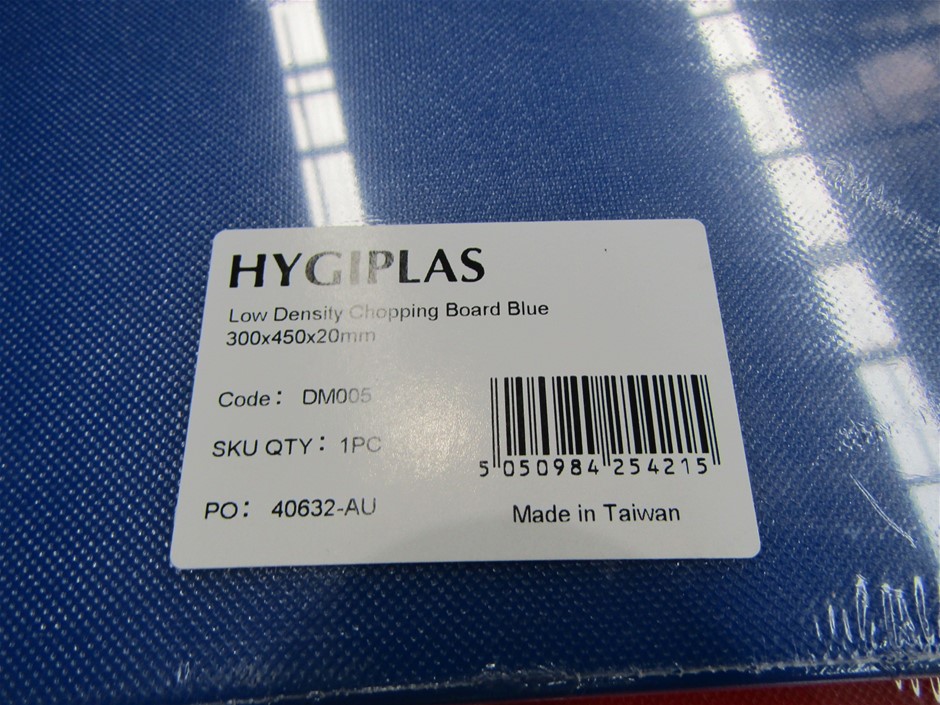 HYGIPLAS
Low Density Chopping Board Blue
300x450x20mm
Code: DM005
SKU QTY: 1PC
5 050984 254215
PO: 40632-AU
Made in Taiwan